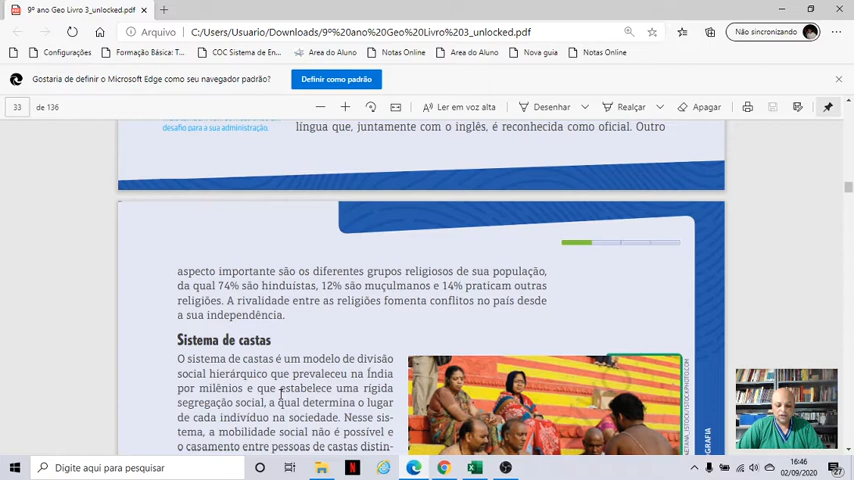 9º ano Geo Livro 3_unlocked.pdf
Arquivo
C:/Users/Usuario/Downloads/9º%20ano%20Geo%20Livro%203_unlocked.pdf
Não sincronizando
Configurações
Formação Básica: T...
COC Sistema de En...
Area do Aluno
Notas Online
Area do Aluno
Nova guia
Notas Online
Gostaria de definir o Microsoft Edge como seu navegador padrão?
Definir como padrão
33
de 136
Ler em voz alta
Desenhar
Realçar
Apagar
desafio para a sua administração.
língua que, juntamente com o inglês, é reconhecida como oficial. Outro
aspecto importante são os diferentes grupos religiosos de sua população,
da qual 74% são hinduístas, 12% são muçulmanos e 14% praticam outras
religiões. A rivalidade entre as religiões fomenta conflitos no país desde
a sua independência.
Sistema de castas
O sistema de castas é um modelo de divisão
social hierárquico que prevaleceu na Índia
por milênios e que estabelece uma rígida
segregação social, a qual determina o lugar
de cada indivíduo na sociedade. Nesse sis-
tema, a mobilidade social não é possível e
o casamento entre pessoas de castas distin-
Digite aqui para pesquisar
16:46
02/09/2020
27